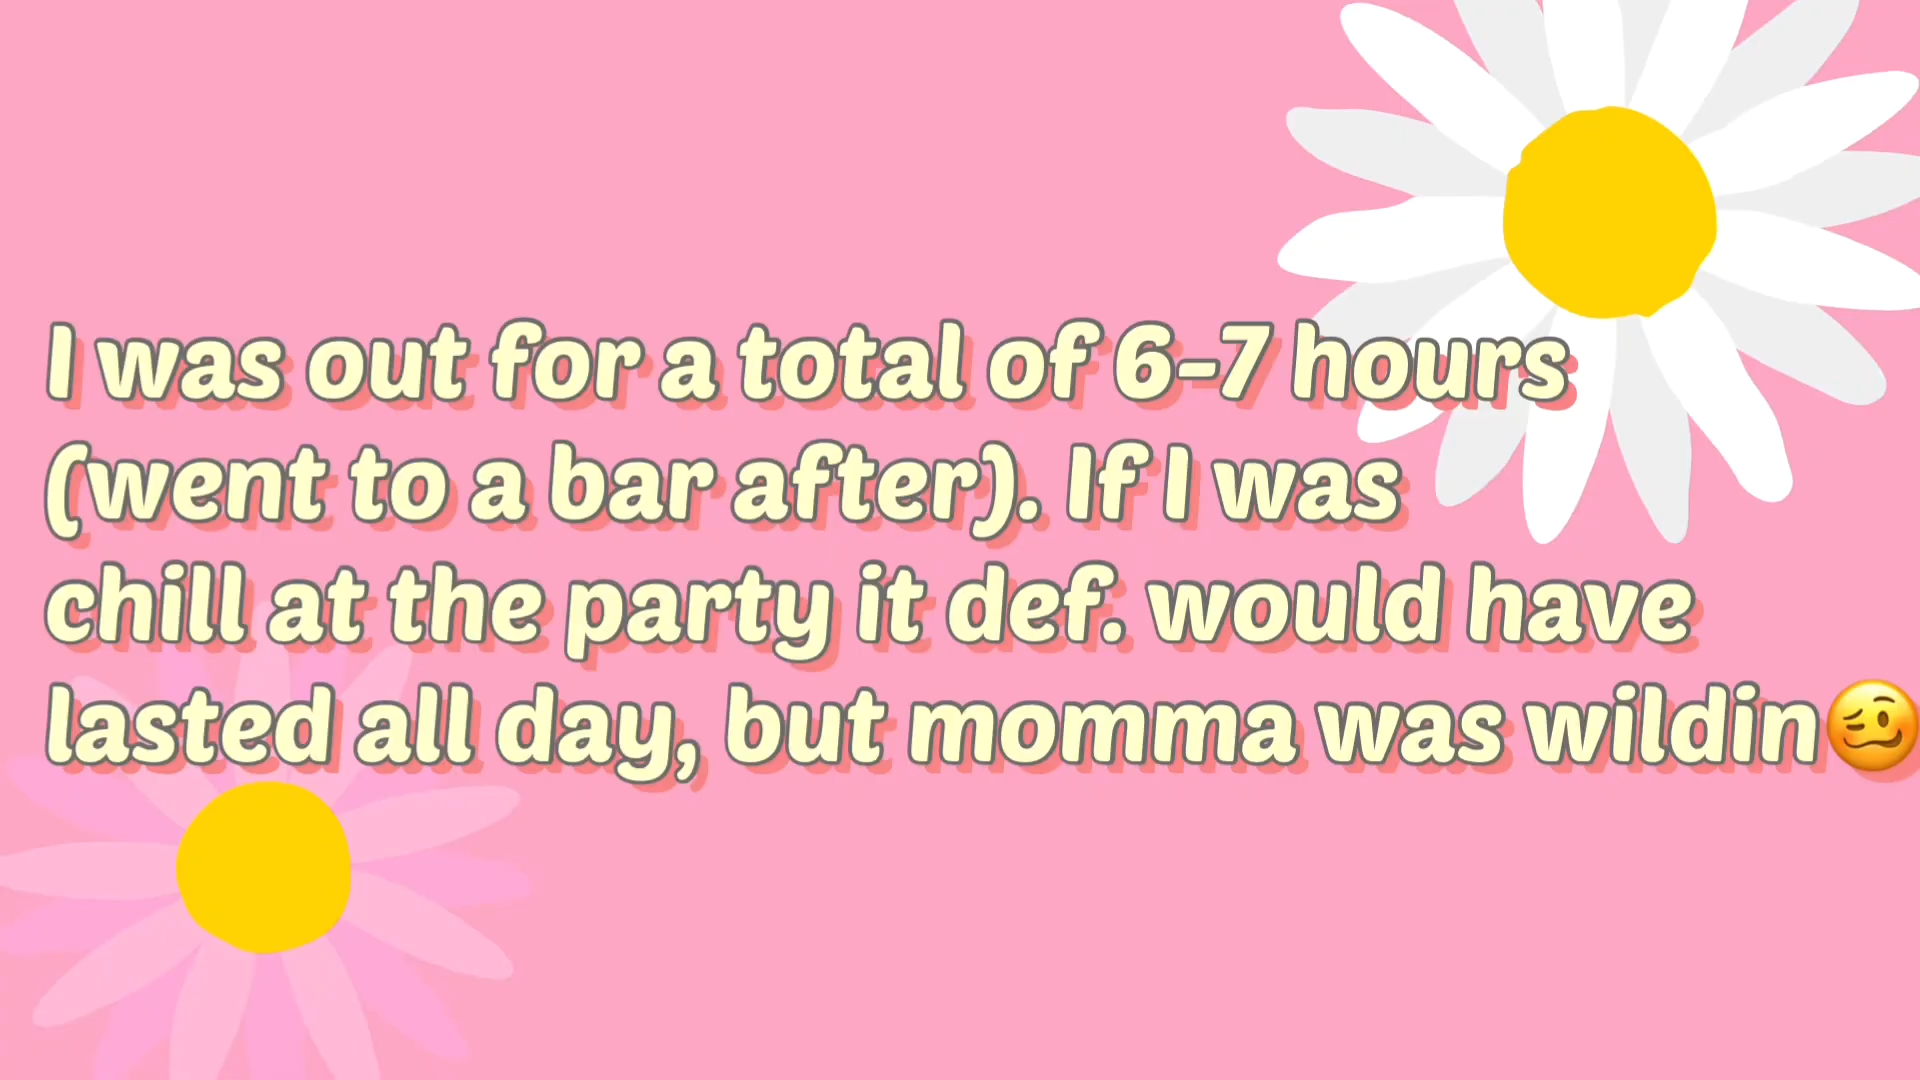 I was out for a total of 6-7 hours
(went to a bar after). If I was
chill at the party it def. would have
lasted all day, but momma was wildin🥴